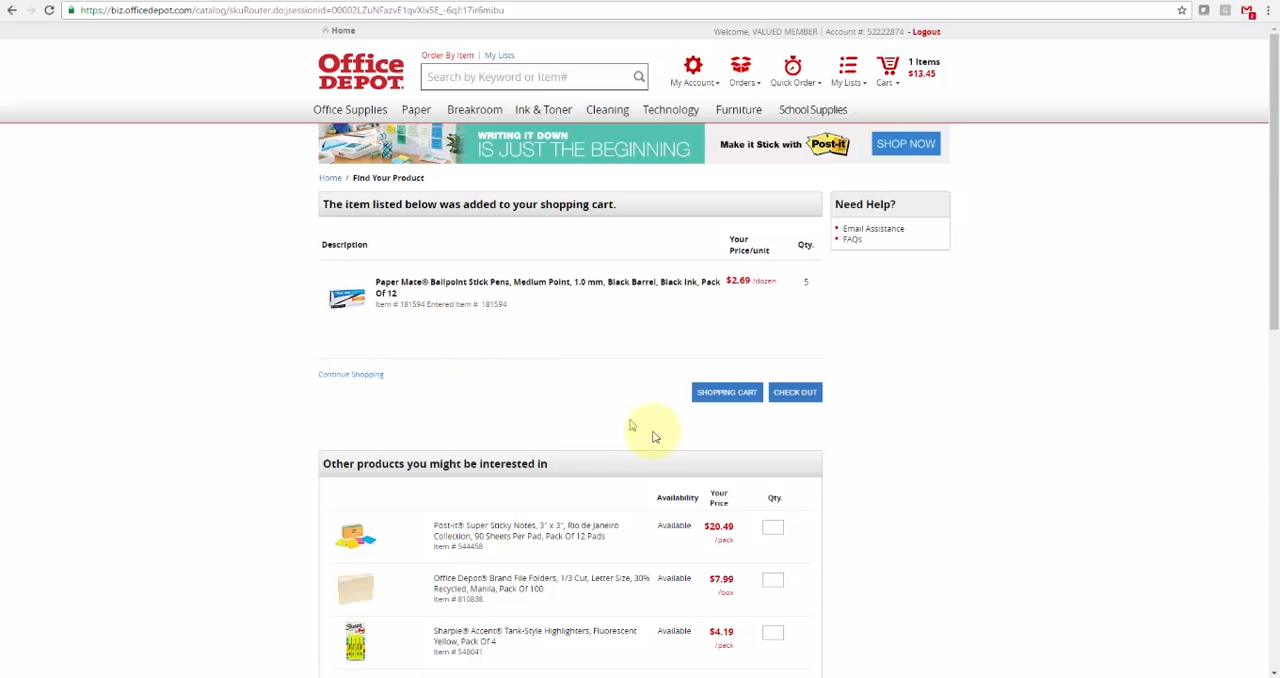 https://biz.officedepot.com/catalog/skuRouter.do;jsessionid=00002LZuNFazvE1qvXIx5E_-6qJ:17ir6mibu
Home
Welcome, VALUED MEMBER | Account #: 52222874 - Logout
Office DEPOT.
Order By Item | My Lists
Search by Keyword or Item#
My Account
Orders
Quick Order
My Lists
Cart
1 Items
$13.45
Office Supplies Paper Breakroom Ink & Toner Cleaning Technology Furniture School Supplies
WRITING IT DOWN
IS JUST THE BEGINNING
Make it Stick with Post-it
SHOP NOW
Home / Find Your Product
The item listed below was added to your shopping cart.
Need Help?
Email Assistance
FAQs
Description
Your Price/unit
Qty.
Paper Mate® Ballpoint Stick Pens, Medium Point, 1.0 mm, Black Barrel, Black Ink, Pack
Of 12
Item # 181594 Entered Item # 181594
$2.69 /dozen
5
Continue Shopping
SHOPPING CART
CHECK OUT
Other products you might be interested in
Availability
Your Price
Qty.
Post-it® Super Sticky Notes, 3" x 3", Rio de Janeiro
Collection, 90 Sheets Per Pad, Pack Of 12 Pads
Item # 544458
Available
$20.49
/pack
Office Depot® Brand File Folders, 1/3 Cut, Letter Size, 30%
Recycled, Manila, Pack Of 100
Item # 810838
Available
$7.99
/box
Sharpie® Accent® Tank-Style Highlighters, Fluorescent
Yellow, Pack Of 4
Item # 548041
Available
$4.19
/pack